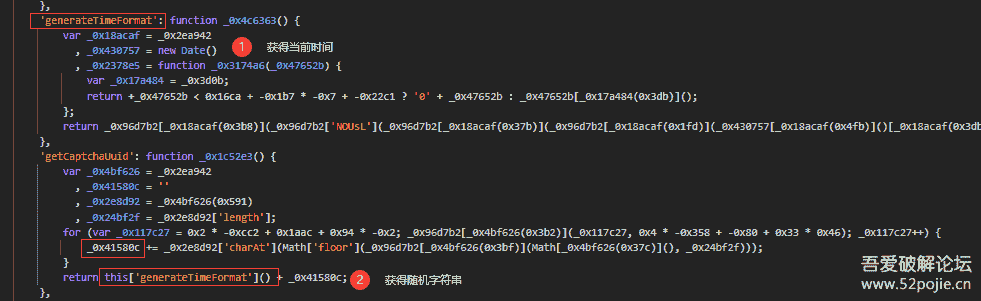 },
'generateTimeFormat': function _0x4c6363() {
var _0x18acaf = _0x2ea942
, _0x430757 = new Date() 1 获得当前时间
, _0x2378e5 = function _0x3174a6(_0x47652b) {
var _0x17a484 = _0x3d0b;
return +_0x47652b < 0x16ca + -0x1b7 * -0x7 + -0x22c1 ? '0' + _0x47652b : _0x47652b[_0x17a484(0x3db)]();
};
return _0x96d7b2[_0x18acaf(0x3b8)](_0x96d7b2['NOUsL'](_0x96d7b2[_0x18acaf(0x37b)](_0x96d7b2[_0x18acaf(0x1fd)](_0x430757[_0x18acaf(0x4fb)]()[_0x18acaf(0x3db
},
'getCaptchaUuid': function _0x1c52e3() {
var _0x4bf626 = _0x2ea942
, _0x41580c = ''
, _0x2e8d92 = _0x4bf626(0x591)
, _0x24bf2f = _0x2e8d92['length'];
for (var _0x117c27 = 0x2 * -0xcc2 + 0x1aac + 0x94 * -0x2; _0x96d7b2[_0x4bf626(0x3b2)](_0x117c27, 0x4 * -0x358 + -0x80 + 0x33 * 0x46); _0x117c27++) {
_0x41580c += _0x2e8d92['charAt'](Math['floor'](_0x96d7b2[_0x4bf626(0x3bf)](Math[_0x4bf626(0x37c)](), _0x24bf2f)));
}
return this['generateTimeFormat']() + _0x41580c; 2 获得随机字符串
},
吾爱破解论坛
www.52pojie.cn